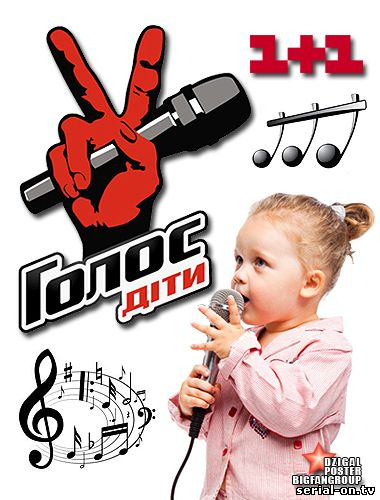 1+1
Голос
діти
DZIGAL
POSTER
BIGFANGROUP
serial-on.tv